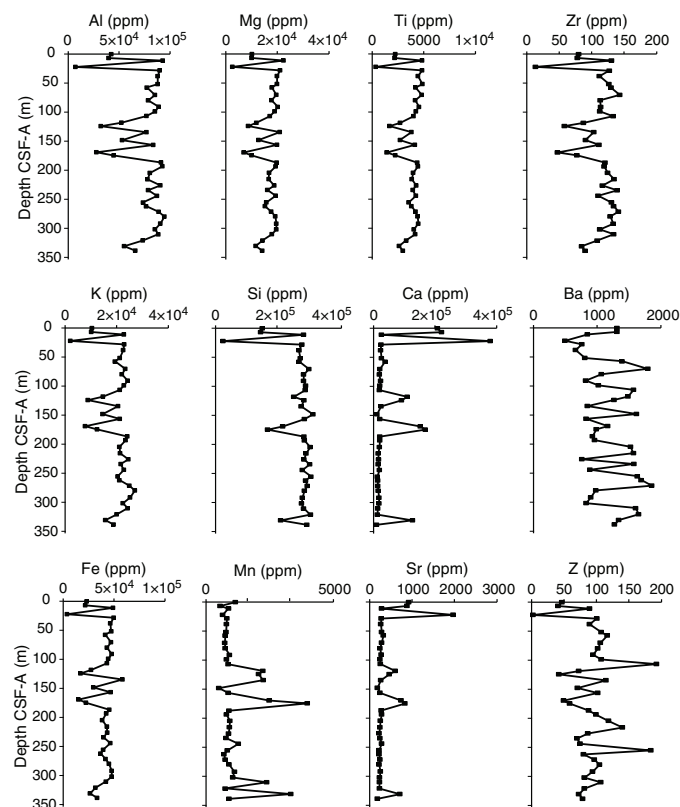 Al (ppm) Mg (ppm) Ti (ppm) Zr (ppm)
0 5×10⁴ 1×10⁵ 0 2×10⁴ 4×10⁴ 0 5000 1×10⁴ 0 50 100 150 200
0
50
100
150
200
250
300
350
Depth CSF-A (m)
K (ppm) Si (ppm) Ca (ppm) Ba (ppm)
0 2×10⁴ 4×10⁴ 0 2×10⁵ 4×10⁵ 0 2×10⁵ 4×10⁵ 0 1000 2000
0
50
100
150
200
250
300
350
Depth CSF-A (m)
Fe (ppm) Mn (ppm) Sr (ppm) Z (ppm)
0 5×10⁴ 1×10⁵ 0 5000 0 1000 2000 3000 0 50 100 150 200
0
50
100
150
200
250
300
350
Depth CSF-A (m)